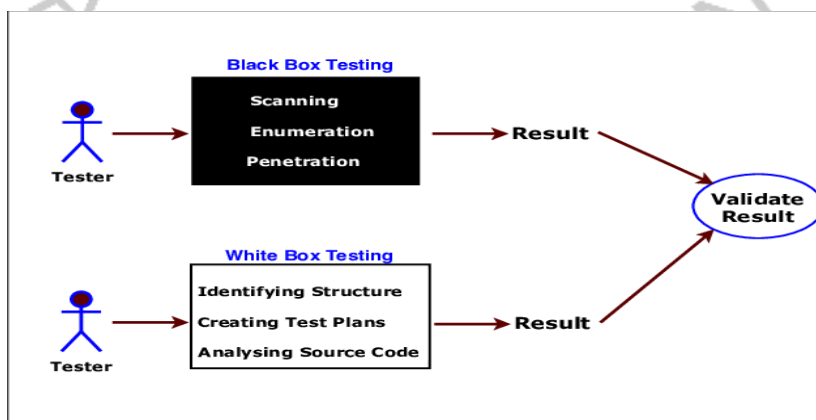 Black Box Testing
Scanning
Enumeration
Penetration
Tester
Result
Validate
Result
White Box Testing
Identifying Structure
Creating Test Plans
Analysing Source Code
Tester
Result